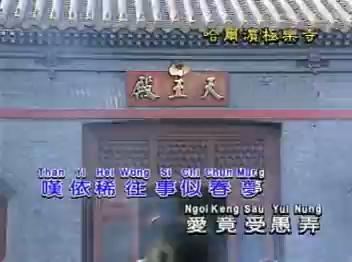 哈爾濱極樂寺
殿王天
Than Yi Hei Wong Si Chi Chun Mung
嘆依稀往事似春夢
Ngoi Keng Sau Yui Nung
愛竟受愚弄